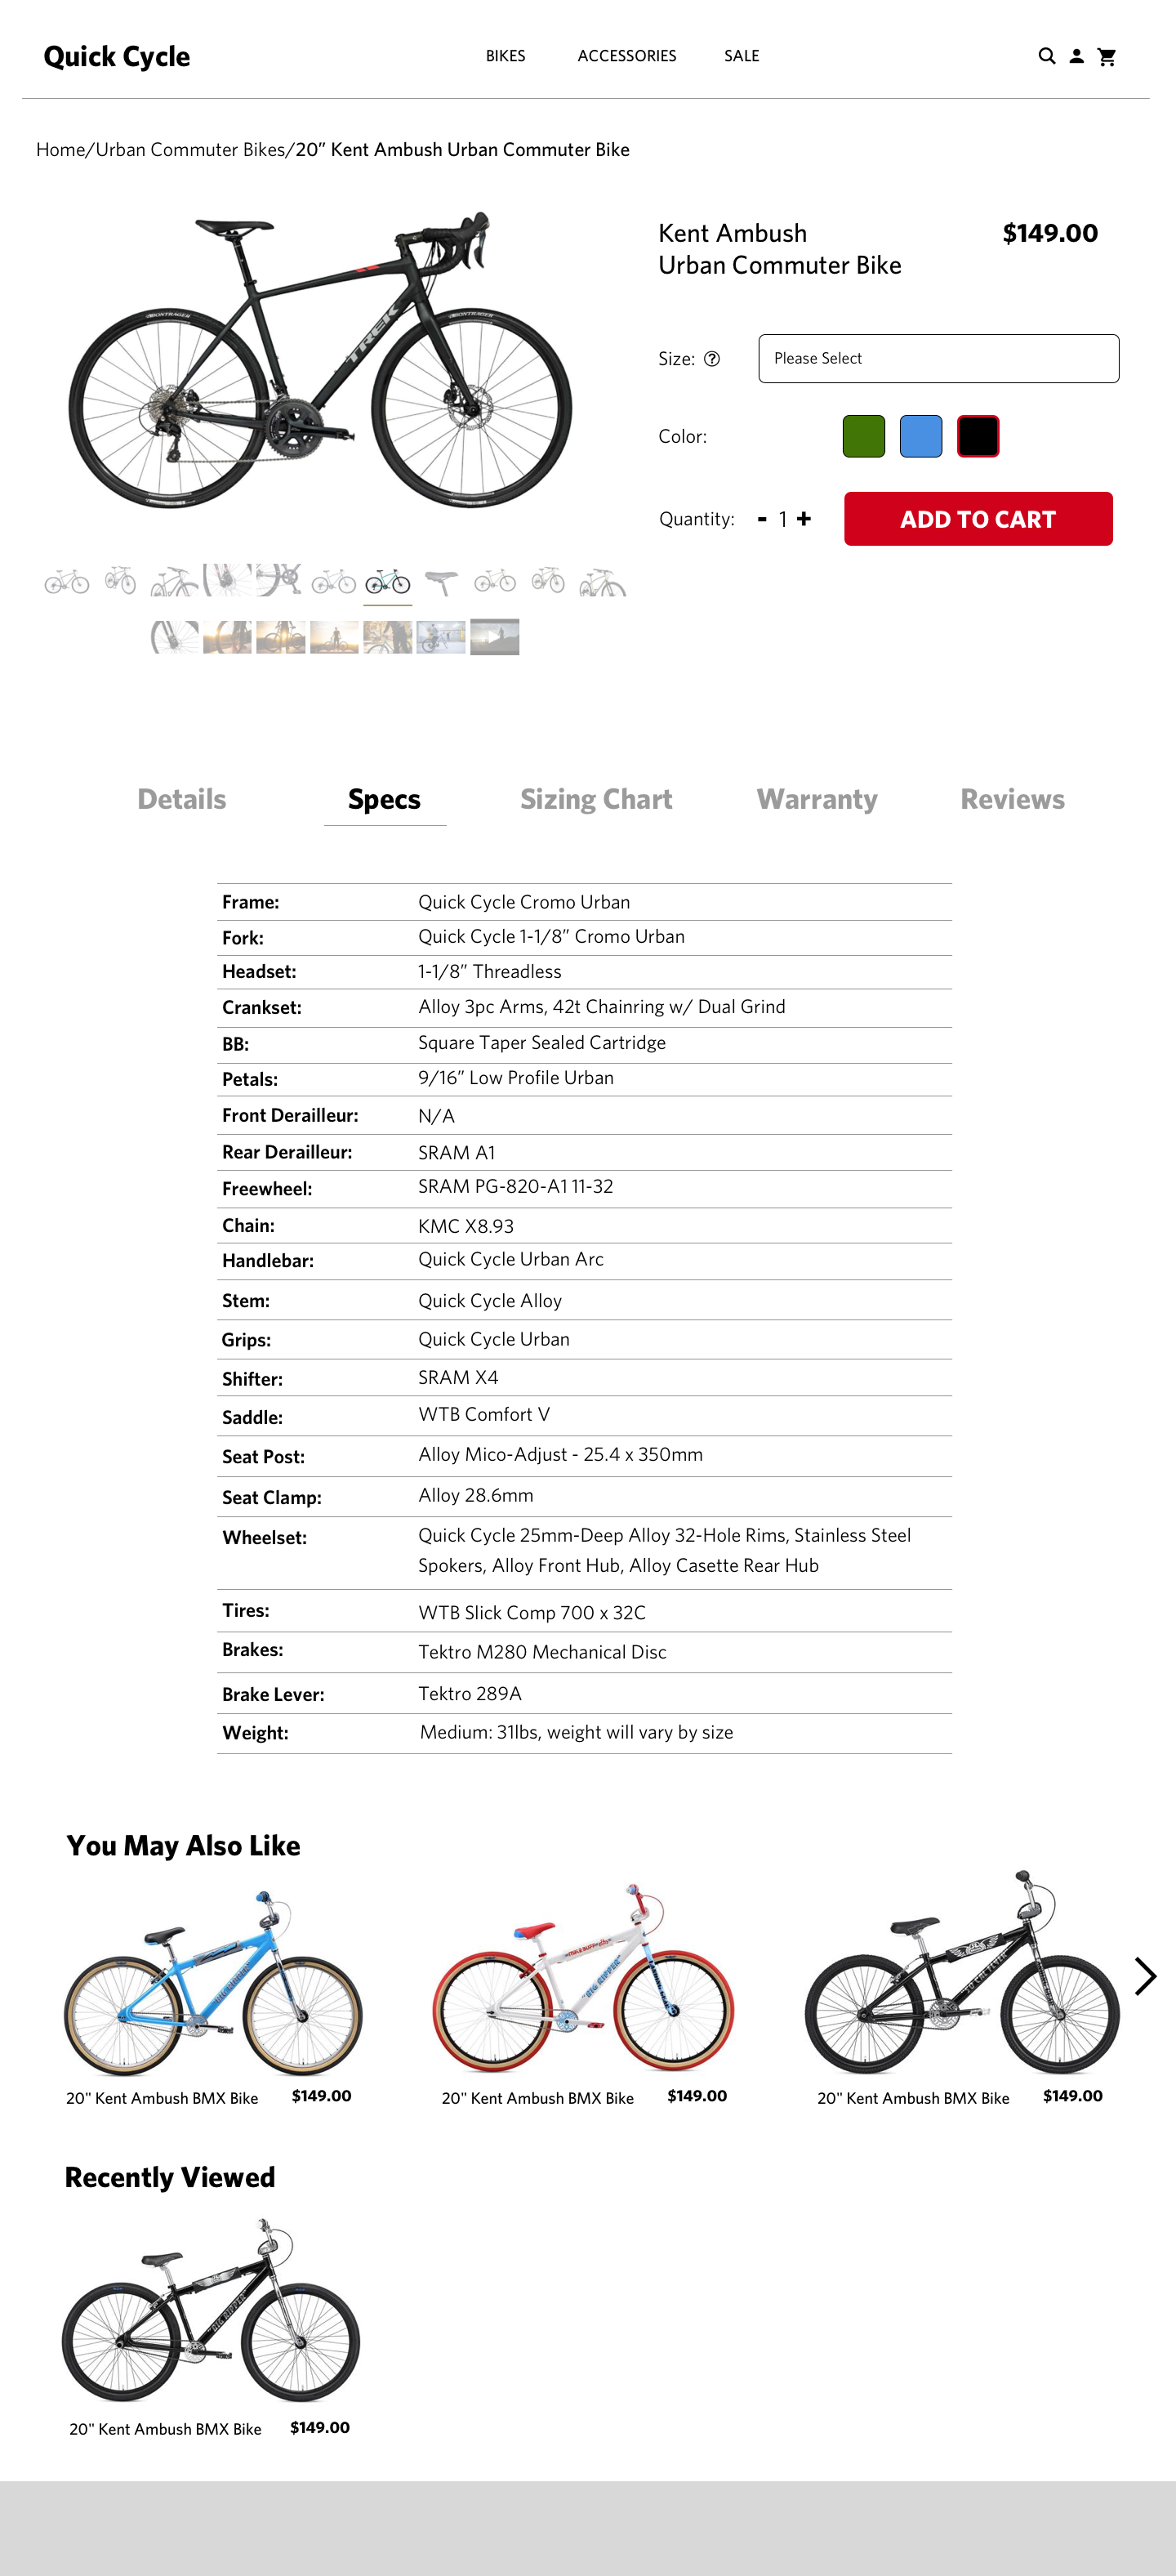 Quick Cycle
BIKES
ACCESSORIES
SALE
Home/Urban Commuter Bikes/20” Kent Ambush Urban Commuter Bike
BONTRAGER
BONTRAGER
TREK
Kent Ambush
Urban Commuter Bike
$149.00
Size: ?
Please Select
Color:
Quantity:
- 1 +
ADD TO CART
Details
Specs
Sizing Chart
Warranty
Reviews
Frame: Quick Cycle Cromo Urban
Fork: Quick Cycle 1-1/8” Cromo Urban
Headset: 1-1/8” Threadless
Crankset: Alloy 3pc Arms, 42t Chainring w/ Dual Grind
BB: Square Taper Sealed Cartridge
Petals: 9/16” Low Profile Urban
Front Derailleur: N/A
Rear Derailleur: SRAM A1
Freewheel: SRAM PG-820-A1 11-32
Chain: KMC X8.93
Handlebar: Quick Cycle Urban Arc
Stem: Quick Cycle Alloy
Grips: Quick Cycle Urban
Shifter: SRAM X4
Saddle: WTB Comfort V
Seat Post: Alloy Mico-Adjust - 25.4 x 350mm
Seat Clamp: Alloy 28.6mm
Wheelset: Quick Cycle 25mm-Deep Alloy 32-Hole Rims, Stainless Steel
Spokers, Alloy Front Hub, Alloy Casette Rear Hub
Tires: WTB Slick Comp 700 x 32C
Brakes: Tektro M280 Mechanical Disc
Brake Lever: Tektro 289A
Weight: Medium: 31lbs, weight will vary by size
You May Also Like
BIG RIPPER
BIG RIPPER
20" Kent Ambush BMX Bike
$149.00
20" Kent Ambush BMX Bike
$149.00
20" Kent Ambush BMX Bike
$149.00
Recently Viewed
BIG RIPPER
20" Kent Ambush BMX Bike
$149.00